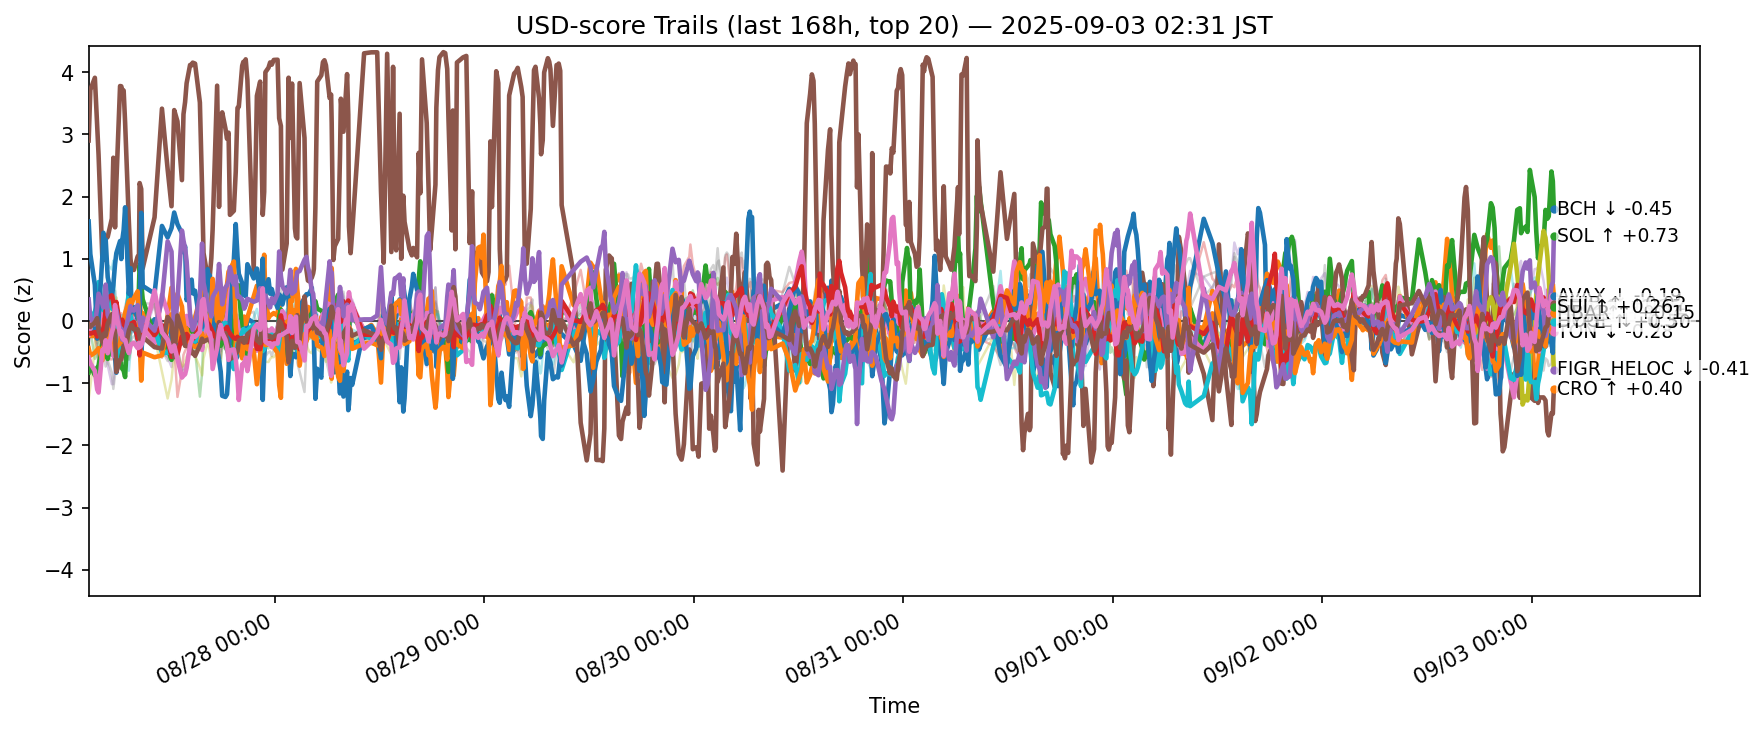 USD-score Trails (last 168h, top 20) — 2025-09-03 02:31 JST
Score (z)
4
3
2
1
0
−1
−2
−3
−4
BCH ↓ -0.45
SOL ↑ +0.73
AVAX ↓ -0.19
SUI ↑ +0.26
TON ↓ -0.28
FIGR_HELOC ↓ -0.41
CRO ↑ +0.40
08/28 00:00
08/29 00:00
08/30 00:00
08/31 00:00
09/01 00:00
09/02 00:00
09/03 00:00
Time